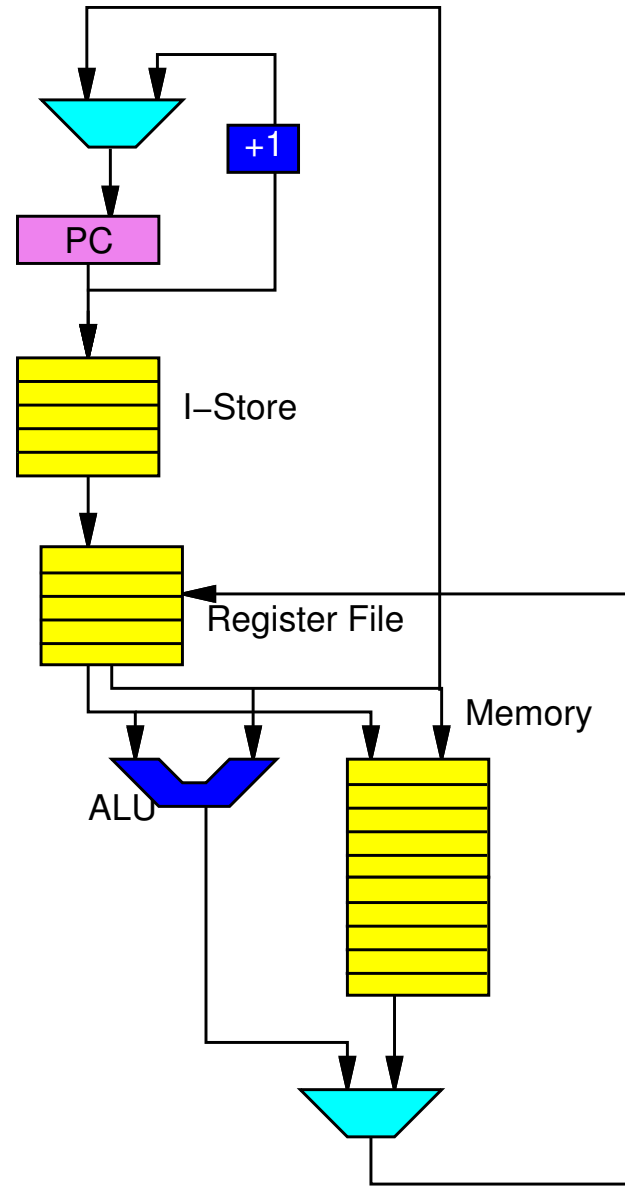 +1
PC
I−Store
Register File
Memory
ALU